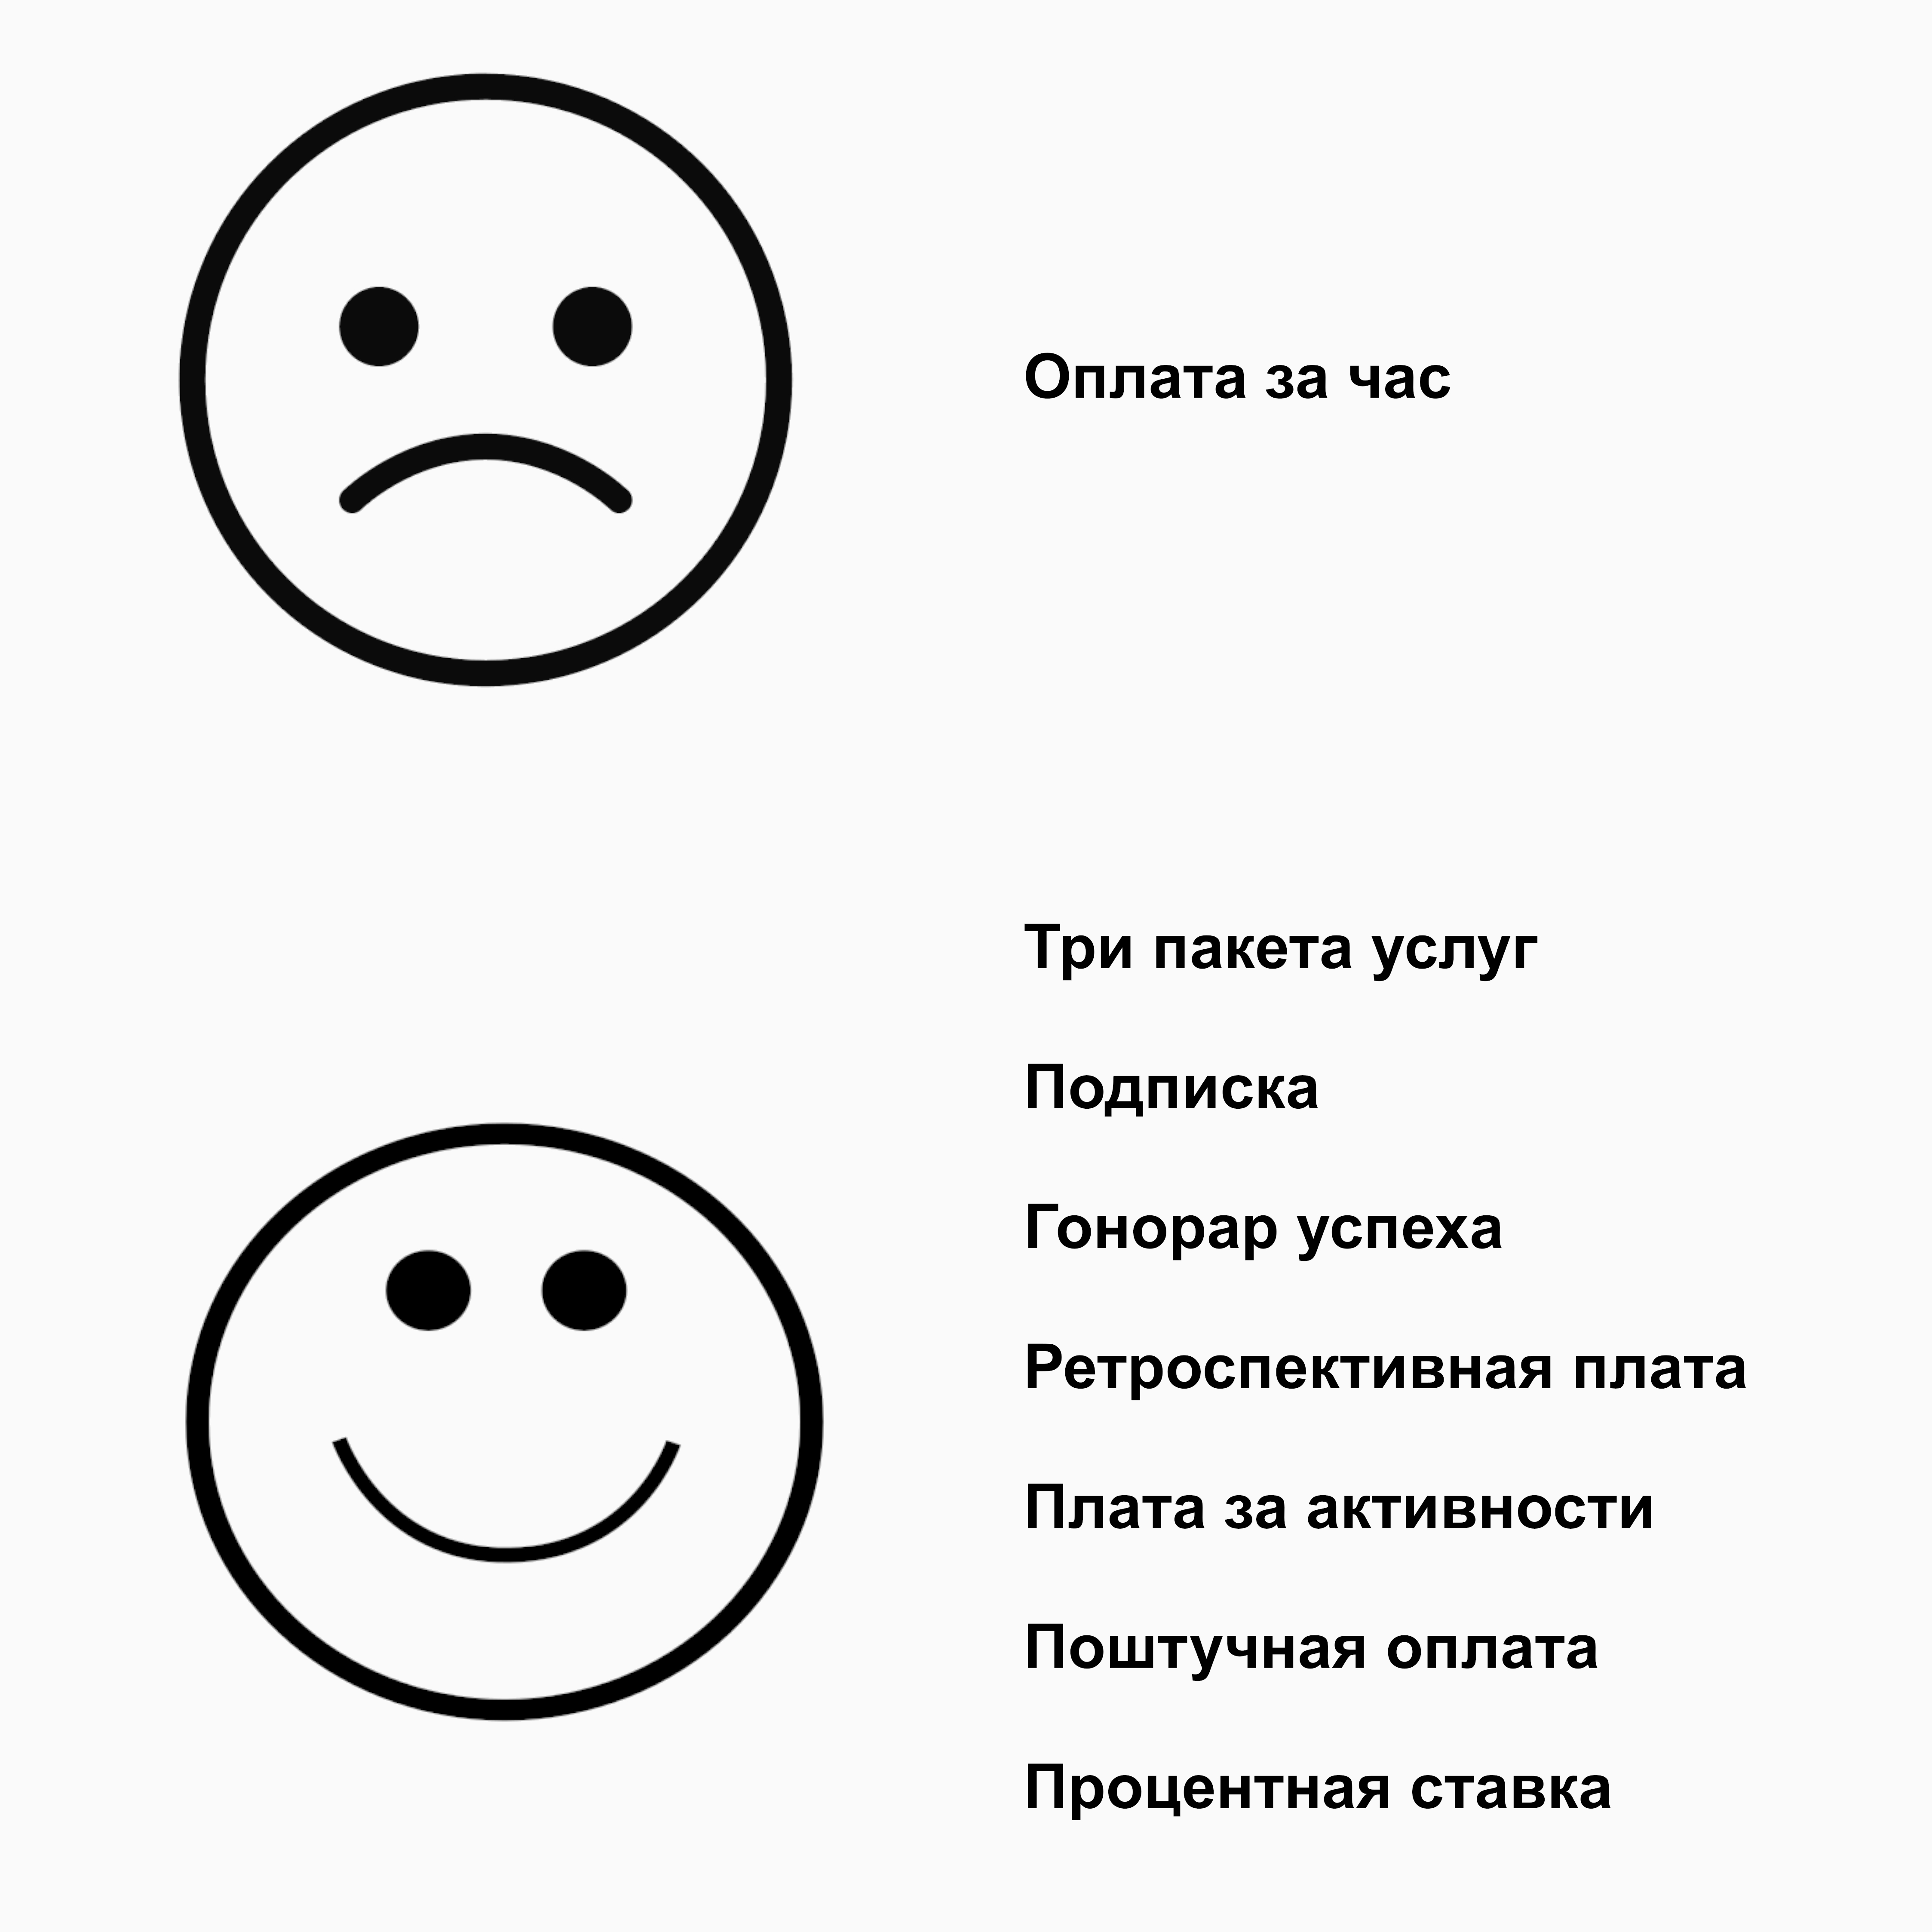 Оплата за час
Три пакета услуг
Подписка
Гонорар успеха
Ретроспективная плата
Плата за активности
Поштучная оплата
Процентная ставка